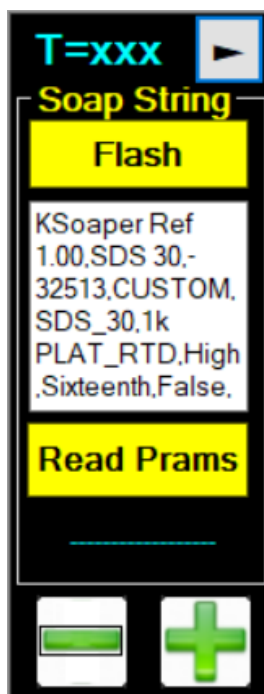 T=xxx
Soap String
Flash
KSoaper Ref
1.00,SDS 30,-
32513,CUSTOM,
SDS_30,1k
PLAT_RTD,High
,Sixteenth,False,
Read Prams